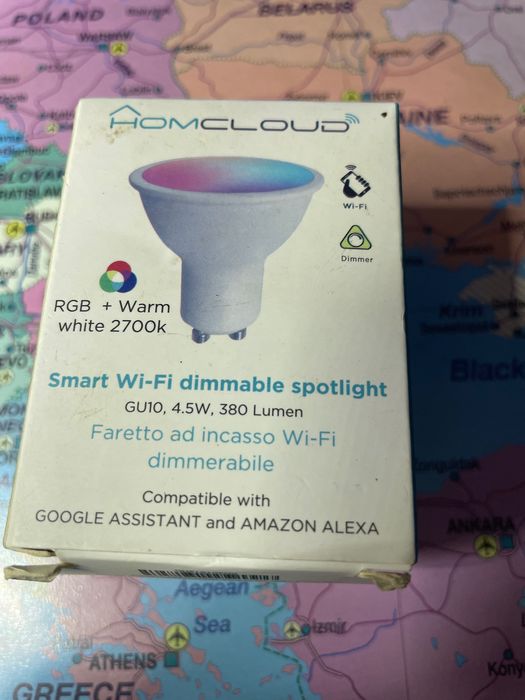 POLAND
BELARUS
HOMCLOUD
Wi-Fi
Dimmer
RGB + Warm
white 2700k
Smart Wi-Fi dimmable spotlight
GU10, 4.5W, 380 Lumen
Faretto ad incasso Wi-Fi
dimmerabile
Compatible with
GOOGLE ASSISTANT and AMAZON ALEXA
Krim
Black
ANKARA
Aegean
Sea
Izmir
ATHENS
GREECE